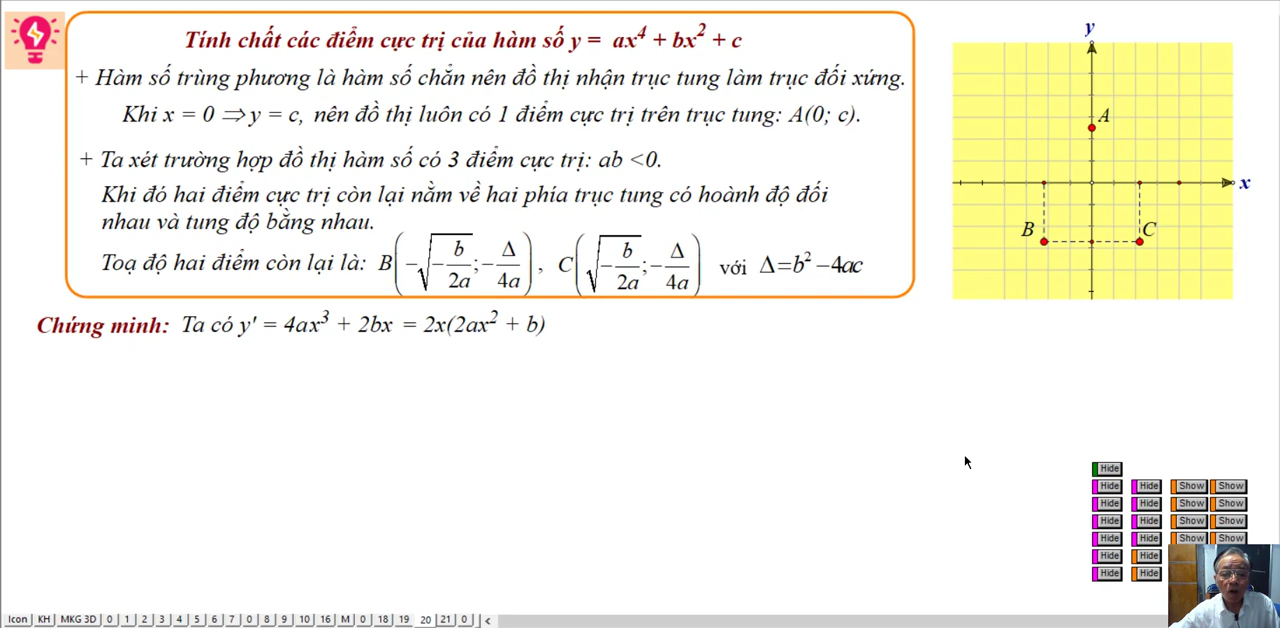 Tính chất các điểm cực trị của hàm số y = ax⁴ + bx² + c
+ Hàm số trùng phương là hàm số chẵn nên đồ thị nhận trục tung làm trục đối xứng.
Khi x = 0 ⇒ y = c, nên đồ thị luôn có 1 điểm cực trị trên trục tung: A(0; c).
+ Ta xét trường hợp đồ thị hàm số có 3 điểm cực trị: ab <0.
Khi đó hai điểm cực trị còn lại nằm về hai phía trục tung có hoành độ đối
nhau và tung độ bằng nhau.
Toạ độ hai điểm còn lại là: B(-√(-b/2a); -Δ/4a), C(√(-b/2a); -Δ/4a) với Δ=b² - 4ac
Chứng minh: Ta có y' = 4ax³ + 2bx = 2x(2ax² + b)
y
A
x
B
C
Hide
Hide Hide Show Show
Hide Hide Show Show
Hide Hide Show Show
Hide Hide Show Show
Hide Hide
Hide Hide
Icon KH MKG 3D 0 1 2 3 4 5 6 7 0 8 9 10 16 M 0 18 19 20 21 0 <